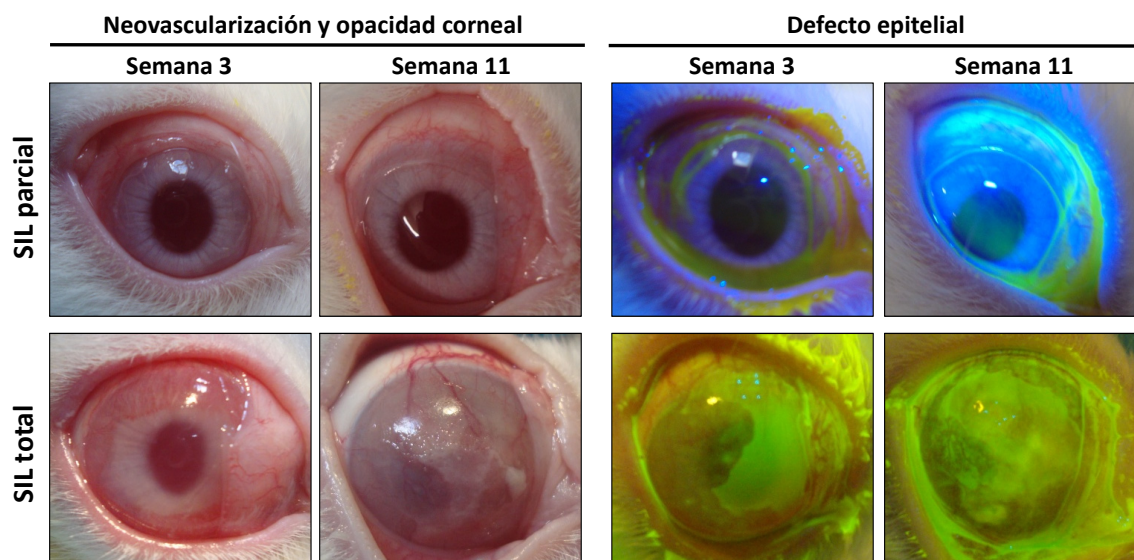 Neovascularización y opacidad corneal
Defecto epitelial
Semana 3
Semana 11
Semana 3
Semana 11
SIL parcial
SIL total